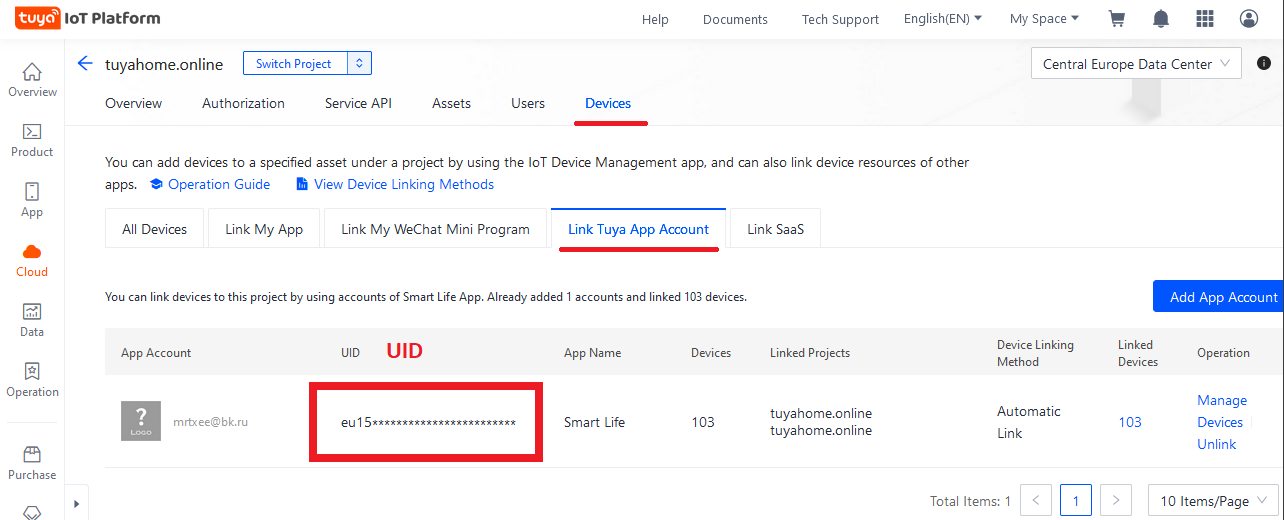 tuya IoT Platform
Help
Documents
Tech Support
English(EN)
My Space
Overview
Product
App
Cloud
Data
Operation
Purchase
tuyahome.online
Switch Project
Central Europe Data Center
Overview
Authorization
Service API
Assets
Users
Devices
You can add devices to a specified asset under a project by using the IoT Device Management app, and can also link device resources of other
apps. Operation Guide View Device Linking Methods
All Devices
Link My App
Link My WeChat Mini Program
Link Tuya App Account
Link SaaS
You can link devices to this project by using accounts of Smart Life App. Already added 1 accounts and linked 103 devices.
Add App Account
App Account
UID
UID
App Name
Devices
Linked Projects
Device Linking
Method
Linked
Devices
Operation
?
LOGO
mrtxee@bk.ru
eu15************************
Smart Life
103
tuyahome.online
tuyahome.online
Automatic
Link
103
Manage
Devices
Unlink
Total Items: 1
<
1
>
10 Items/Page